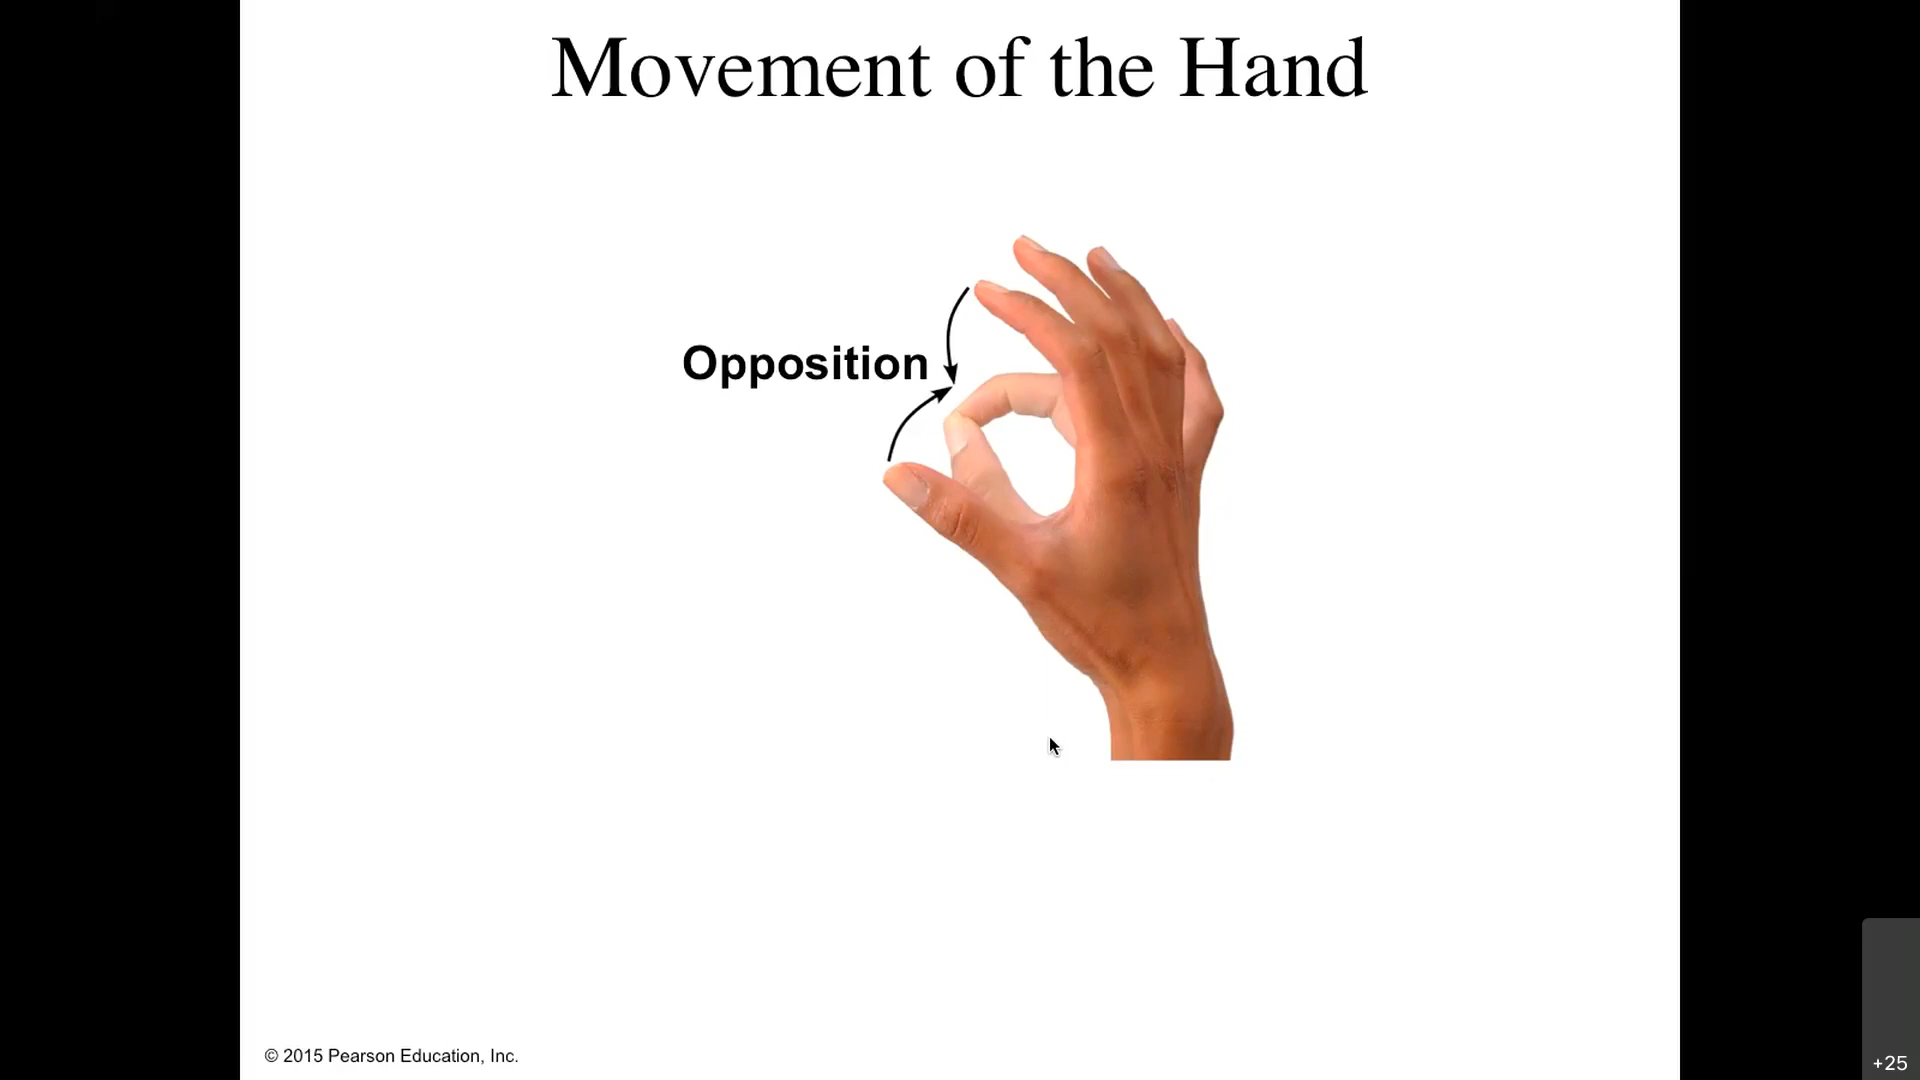 Movement of the Hand
Opposition
© 2015 Pearson Education, Inc.
+25